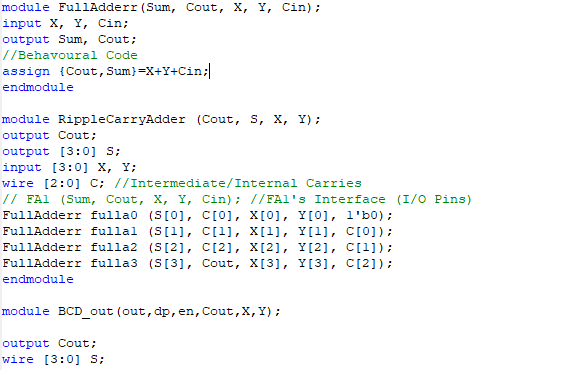 module FullAdderr(Sum, Cout, X, Y, Cin);
input X, Y, Cin;
output Sum, Cout;
//Behavoural Code
assign {Cout,Sum}=X+Y+Cin;
endmodule
module RippleCarryAdder (Cout, S, X, Y);
output Cout;
output [3:0] S;
input [3:0] X, Y;
wire [2:0] C; //Intermediate/Internal Carries
// FA1 (Sum, Cout, X, Y, Cin); //FA1's Interface (I/O Pins)
FullAdderr fulla0 (S[0], C[0], X[0], Y[0], 1'b0);
FullAdderr fulla1 (S[1], C[1], X[1], Y[1], C[0]);
FullAdderr fulla2 (S[2], C[2], X[2], Y[2], C[1]);
FullAdderr fulla3 (S[3], Cout, X[3], Y[3], C[2]);
endmodule
module BCD_out(out,dp,en,Cout,X,Y);
output Cout;
wire [3:0] S;